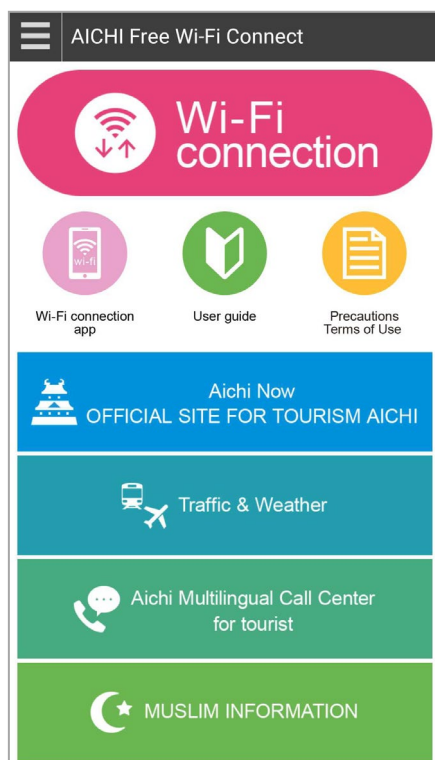 AICHI Free Wi-Fi Connect
Wi-Fi
connection
wi-fi
Wi-Fi connection
app
User guide
Precautions
Terms of Use
Aichi Now
OFFICIAL SITE FOR TOURISM AICHI
Traffic & Weather
Aichi Multilingual Call Center
for tourist
MUSLIM INFORMATION